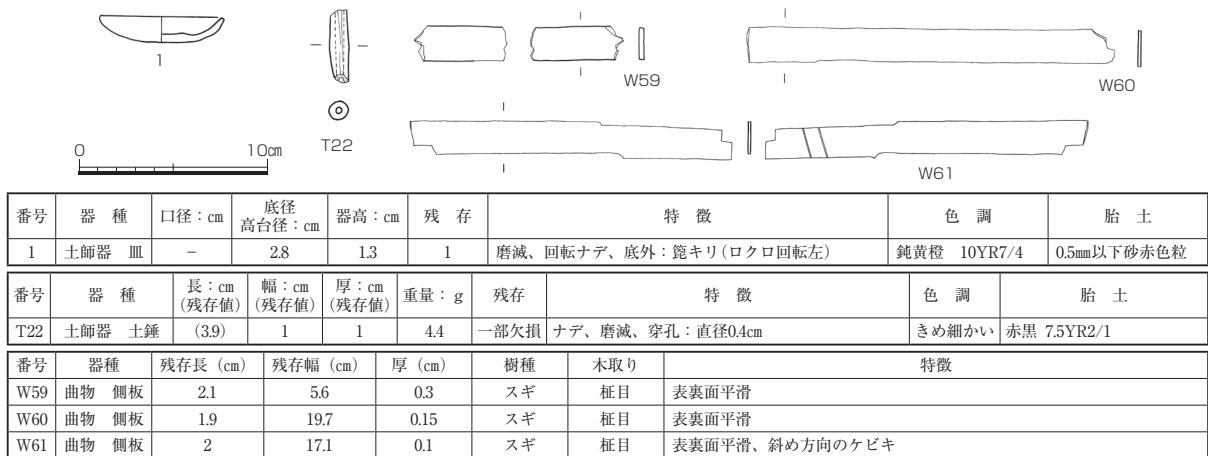 1
T22
W59
W60
W61
0 10㎝
番号 器 種 口径：㎝ 底径 高台径：㎝ 器高：㎝ 残 存 特 徴 色 調 胎 土
1 土師器 皿 − 2.8 1.3 1 磨滅、回転ナデ、底外：箆キリ(ロクロ回転左) 鈍黄橙 10YR7/4 0.5㎜以下砂赤色粒
番号 器 種 長：㎝ (残存値) 幅：㎝ (残存値) 厚：㎝ (残存値) 重量：g 残存 特 徴 色 調 胎 土
T22 土師器 土錘 (3.9) 1 1 4.4 一部欠損 ナデ、磨滅、穿孔：直径0.4㎝ きめ細かい 赤黒 7.5YR2/1
番号 器種 残存長（㎝） 残存幅（㎝） 厚（㎝） 樹種 木取り 特徴
W59 曲物 側板 2.1 5.6 0.3 スギ 柾目 表裏面平滑
W60 曲物 側板 1.9 19.7 0.15 スギ 柾目 表裏面平滑
W61 曲物 側板 2 17.1 0.1 スギ 柾目 表裏面平滑、斜め方向のケビキ